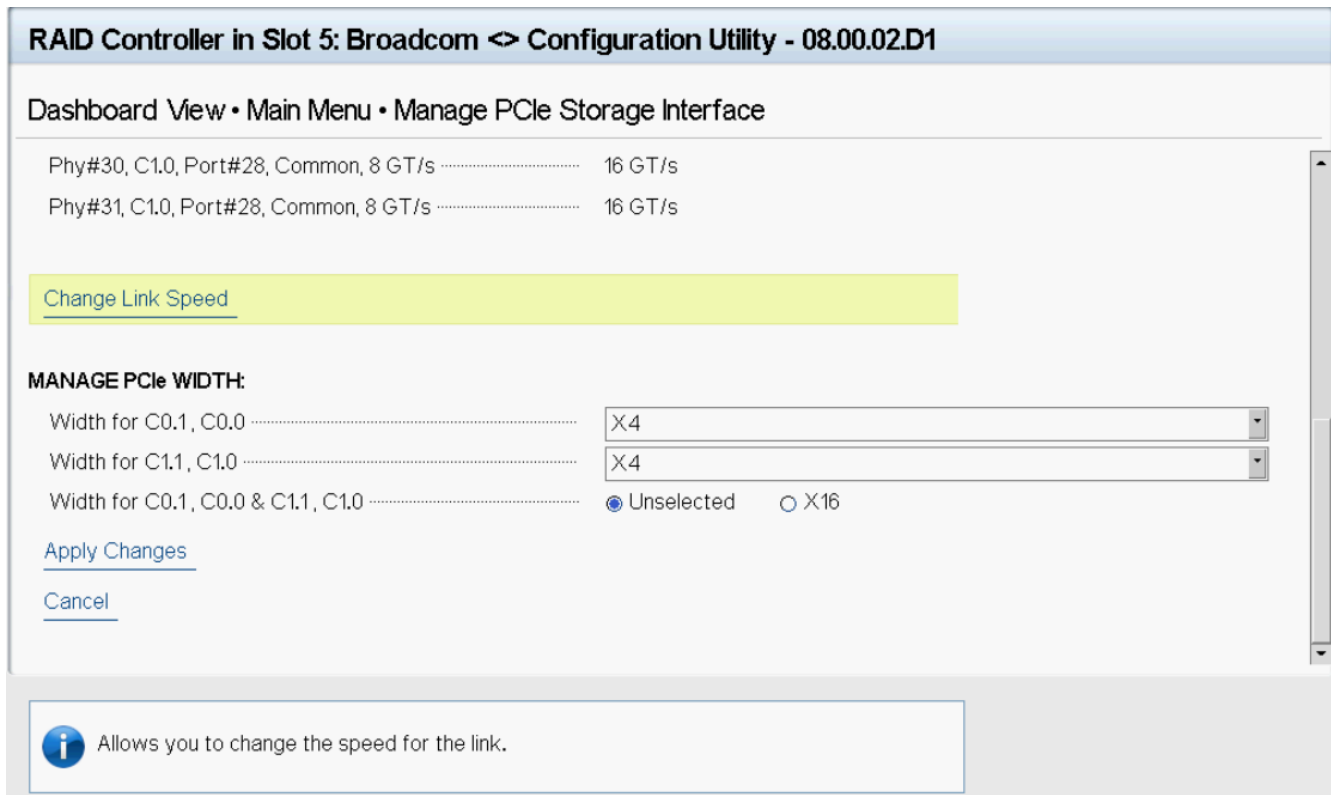 RAID Controller in Slot 5: Broadcom <> Configuration Utility - 08.00.02.D1
Dashboard View • Main Menu • Manage PCIe Storage Interface
Phy#30, C1.0, Port#28, Common, 8 GT/s 16 GT/s
Phy#31, C1.0, Port#28, Common, 8 GT/s 16 GT/s
Change Link Speed
MANAGE PCIe WIDTH:
Width for C0.1, C0.0 X4
Width for C1.1, C1.0 X4
Width for C0.1, C0.0 & C1.1, C1.0 Unselected X16
Apply Changes
Cancel
Allows you to change the speed for the link.